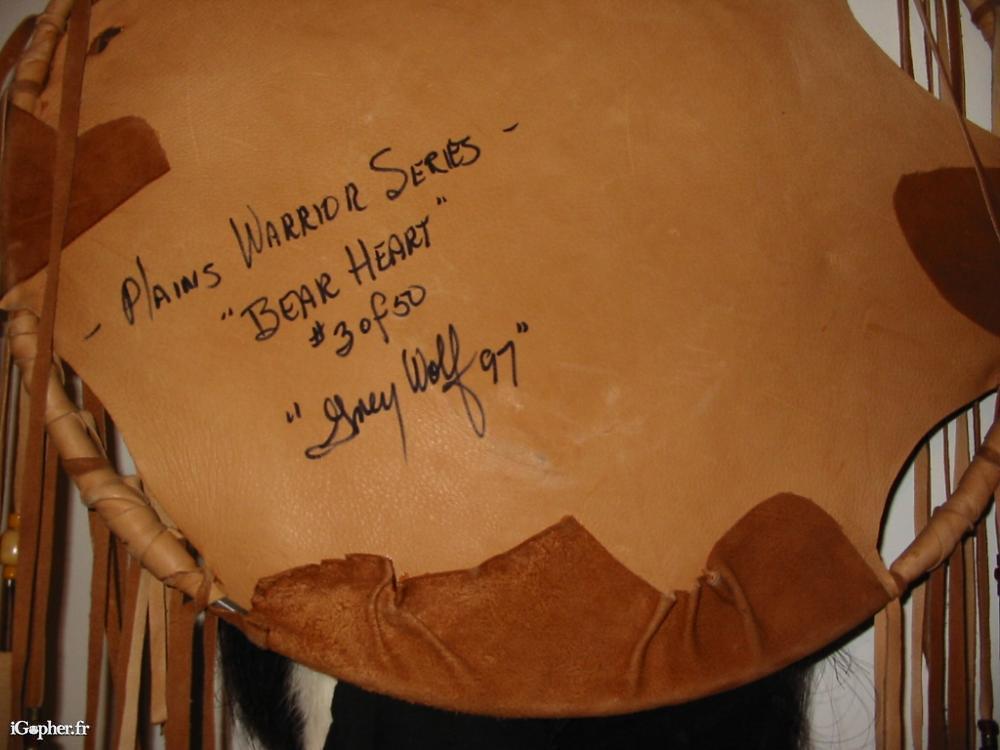 - Plains Warrior Series -
"Bear Heart"
#3 of 50
"Grey Wolf 97"
iGopher.fr